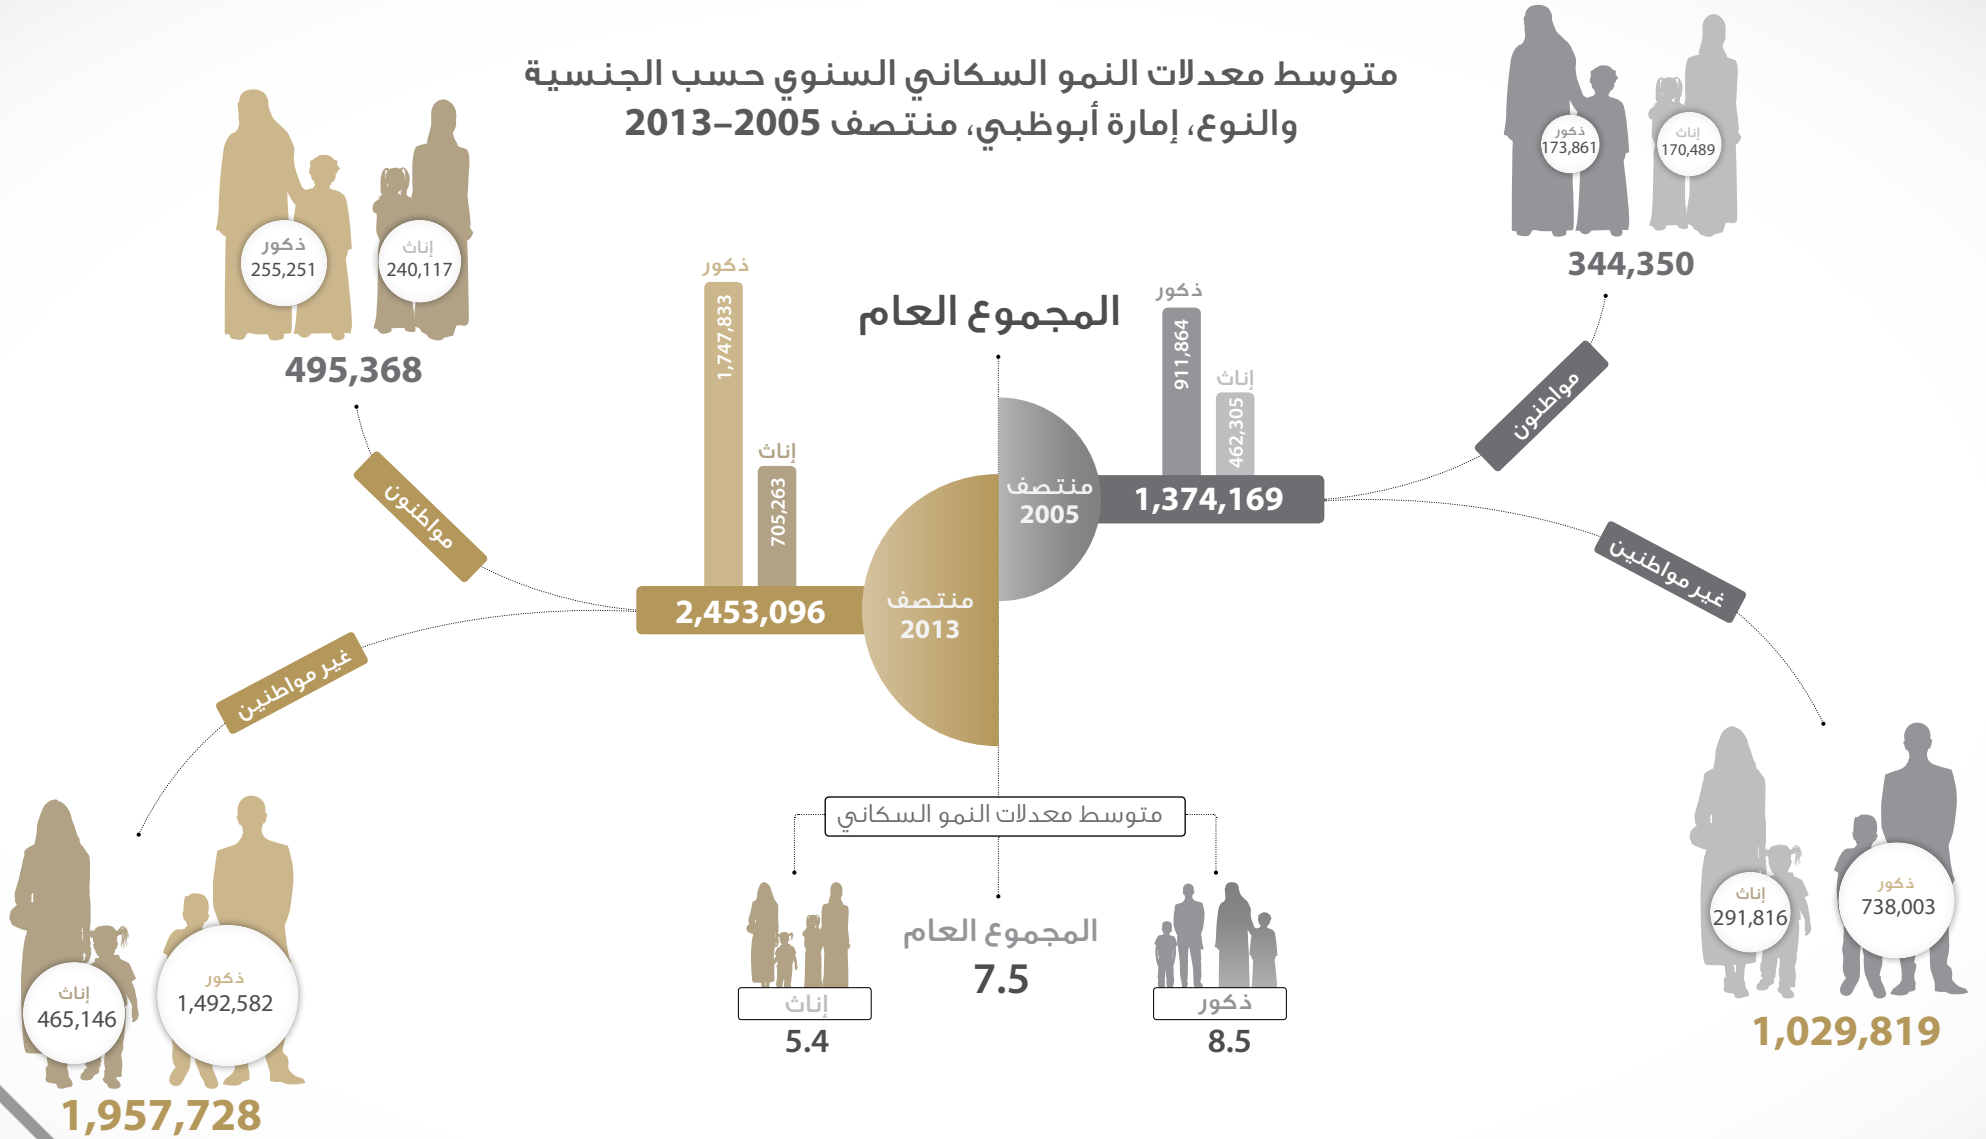 متوسط معدلات النمو السكاني السنوي حسب الجنسية
والنوع، إمارة أبوظبي، منتصف 2005–2013
ذكور
173,861
إناث
170,489
344,350
ذكور
255,251
إناث
240,117
495,368
المجموع العام
ذكور
911,864
إناث
462,305
منتصف
2005
1,374,169
مواطنون
غير مواطنين
ذكور
1,747,833
إناث
705,263
منتصف
2013
2,453,096
مواطنون
غير مواطنين
ذكور
738,003
إناث
291,816
1,029,819
ذكور
1,492,582
إناث
465,146
1,957,728
متوسط معدلات النمو السكاني
ذكور
8.5
المجموع العام
7.5
إناث
5.4